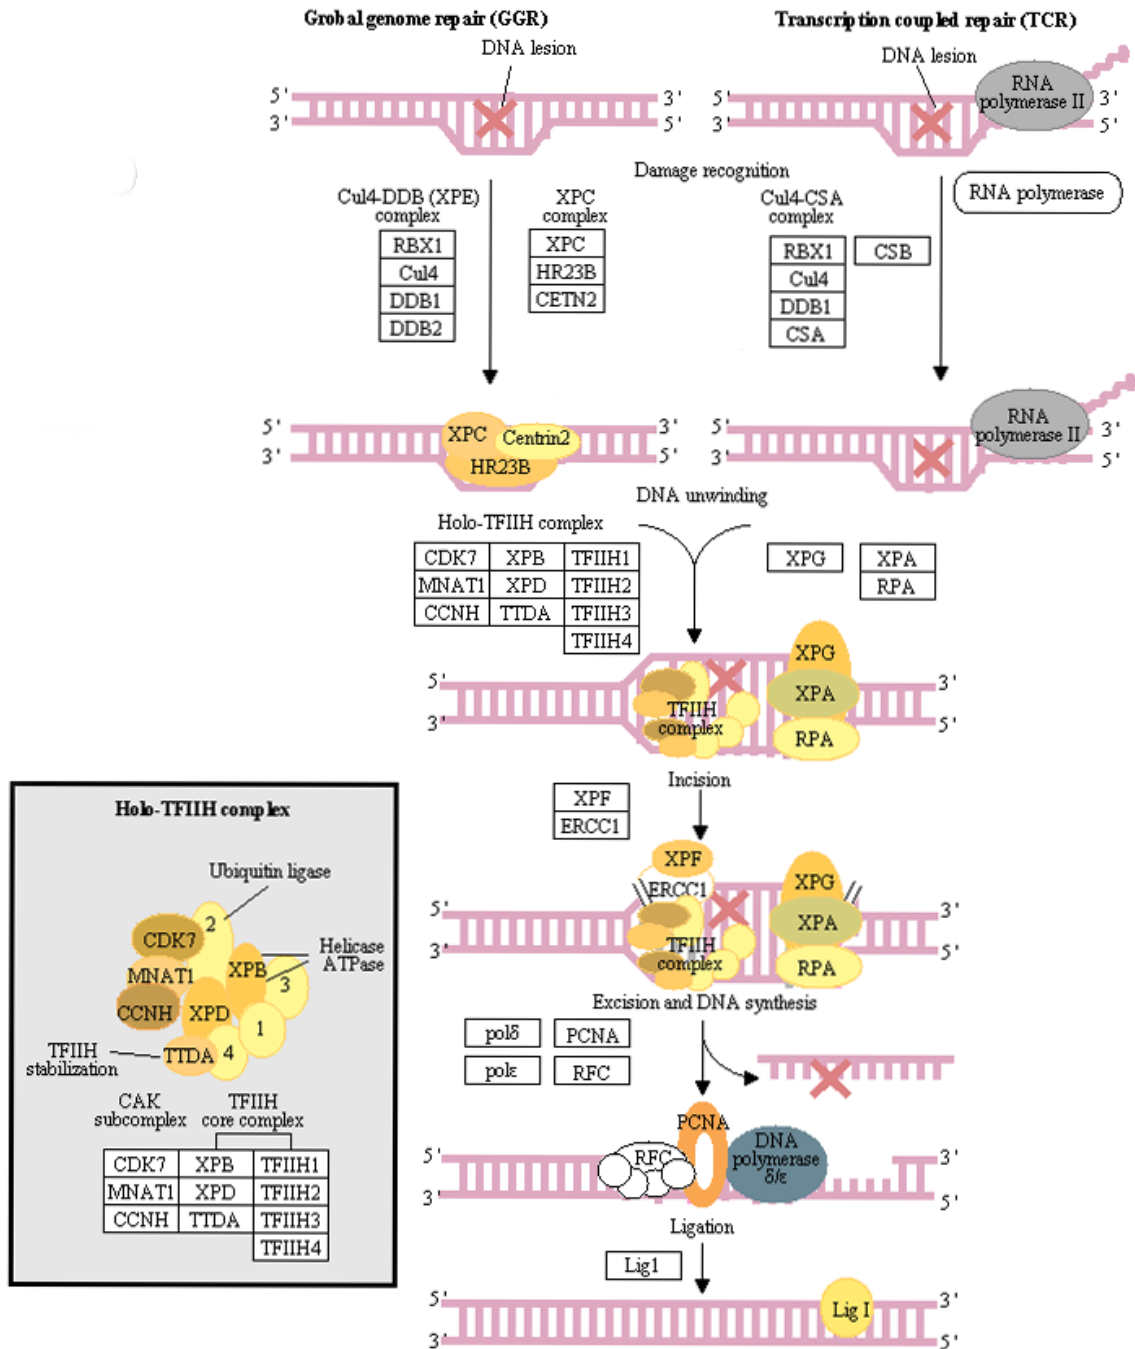 Grobal genome repair (GGR)
DNA lesion
5'
3'
3'
5'
Transcription coupled repair (TCR)
DNA lesion
RNA
polymerase II
5'
3'
3'
5'
Damage recognition
Cul4-DDB (XPE)
complex
RBX1
Cul4
DDB1
DDB2
XPC
complex
XPC
HR23B
CETN2
Cul4-CSA
complex
RBX1
Cul4
DDB1
CSA
CSB
RNA polymerase
5'
3'
3'
5'
XPC
Centrin2
HR23B
RNA
polymerase II
5'
3'
3'
5'
DNA unwinding
Holo-TFIIH complex
CDK7 XPB TFIIH1
MNAT1 XPD TFIIH2
CCNH TTDA TFIIH3
TFIIH4
XPG
XPA
RPA
5'
3'
3'
5'
TFIIH
complex
XPG
XPA
RPA
Incision
XPF
ERCC1
XPF
ERCC1
5'
3'
3'
5'
TFIIH
complex
XPG
XPA
RPA
Excision and DNA synthesis
polδ PCNA
polε RFC
PCNA
RFC
DNA
polymerase
δ/ε
5'
3'
3'
5'
Ligation
Lig1
5'
3'
3'
5'
Lig I
Holo-TFIIH complex
Ubiquitin ligase
2
CDK7
MNAT1
CCNH
XPB
XPD
Helicase
ATPase
3
1
4
TTDA
TFIIH
stabilization
CAK
subcomplex
TFIIH
core complex
CDK7 XPB TFIIH1
MNAT1 XPD TFIIH2
CCNH TTDA TFIIH3
TFIIH4